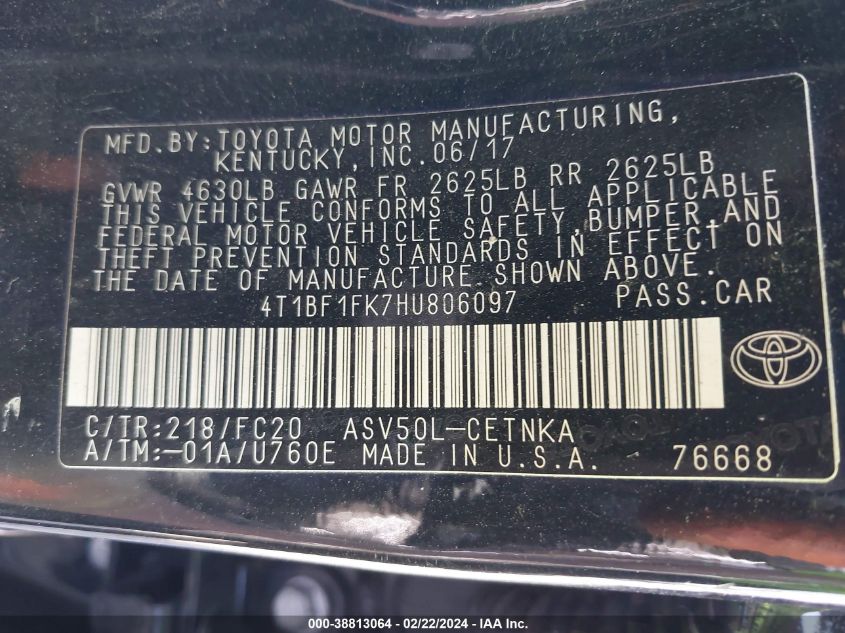 MFD.BY:TOYOTA MOTOR MANUFACTURING,
KENTUCKY,INC.06/17
GVWR 4630LB GAWR FR 2625LB RR 2625LB
THIS VEHICLE CONFORMS TO ALL APPLICABLE
FEDERAL MOTOR VEHICLE SAFETY,BUMPER,AND
THEFT PREVENTION STANDARDS IN EFFECT ON
THE DATE OF MANUFACTURE SHOWN ABOVE.
4T1BF1FK7HU806097 PASS.CAR
C/TR:218/FC20 ASV50L-CETNKA
A/TM:-01A/U760E MADE IN U.S.A. 76668
000-38813064 - 02/22/2024 - IAA Inc.